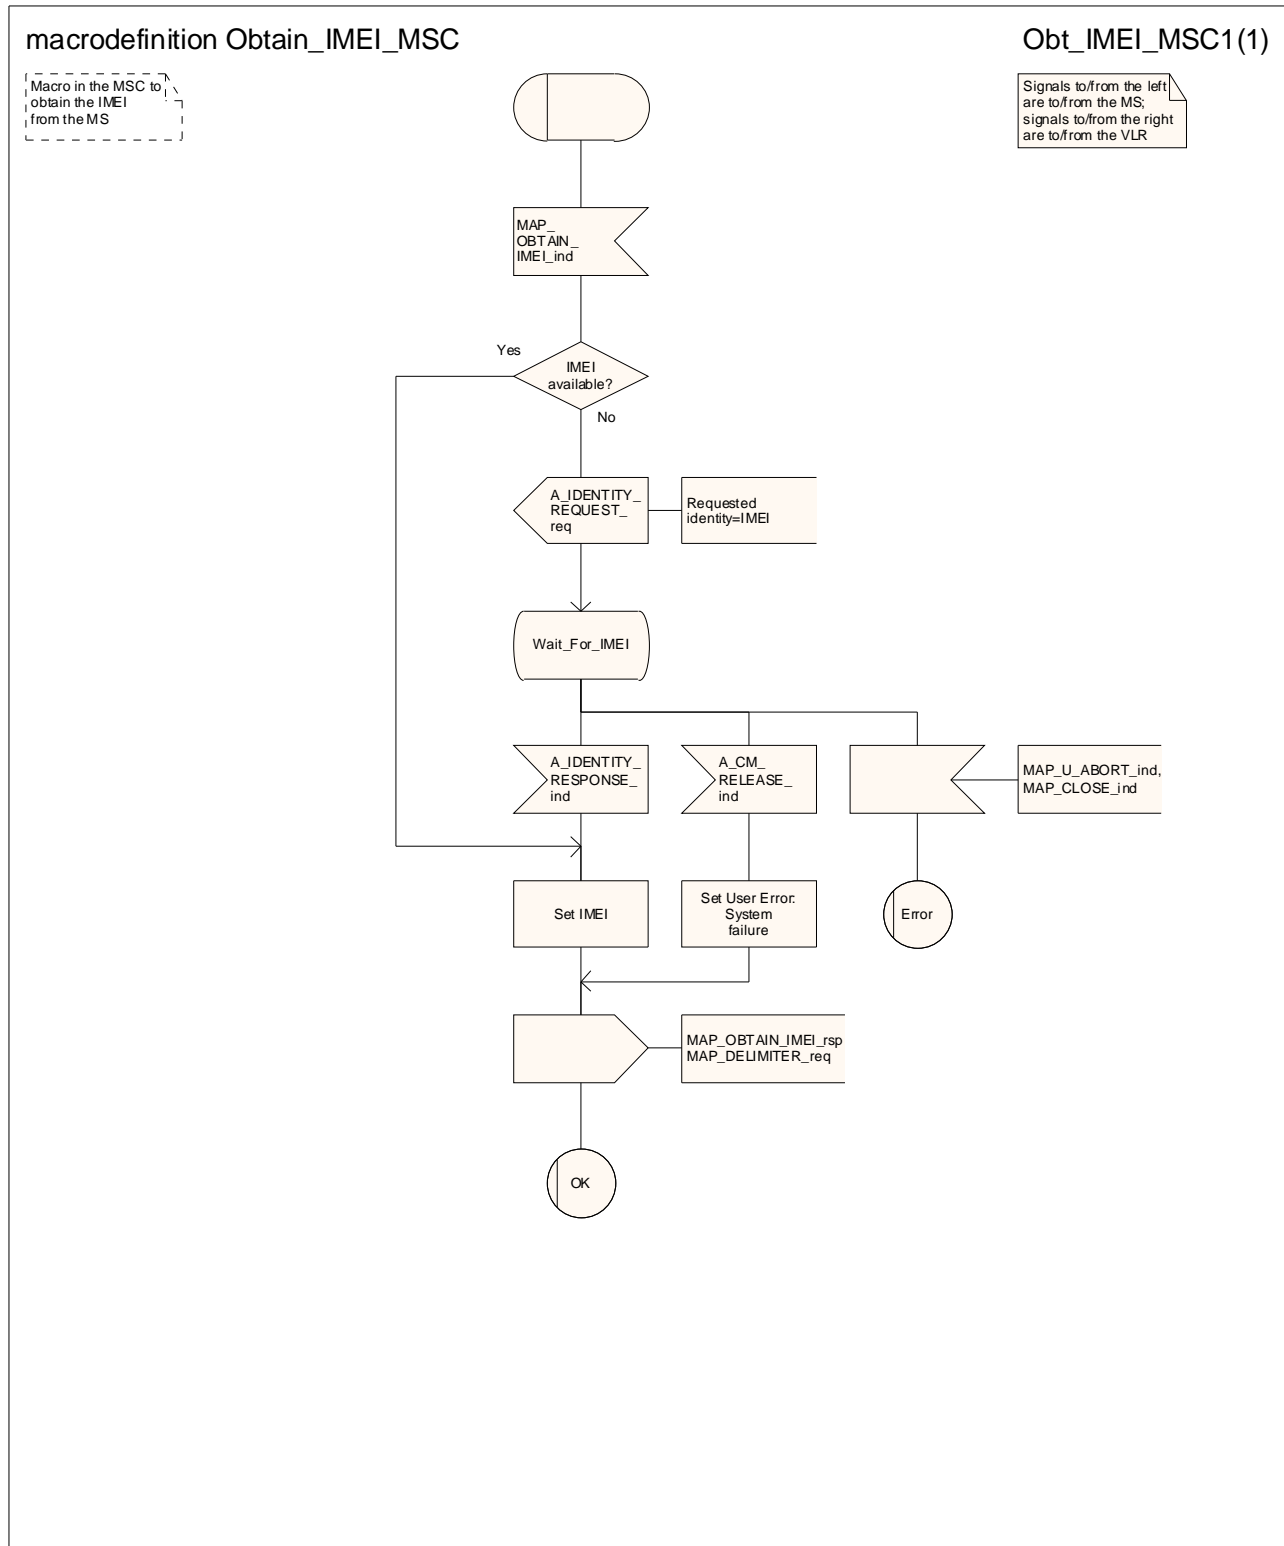 macrodefinition Obtain_IMEI_MSC
Obt_IMEI_MSC1(1)
Macro in the MSC to
obtain the IMEI
from the MS
Signals to/from the left
are to/from the MS;
signals to/from the right
are to/from the VLR
MAP_
OBTAIN_
IMEI_ind
Yes
IMEI
available?
No
A_IDENTITY_
REQUEST_
req
Requested
identity=IMEI
Wait_For_IMEI
A_IDENTITY_
RESPONSE_
ind
A_CM_
RELEASE_
ind
MAP_U_ABORT_ind,
MAP_CLOSE_ind
Set IMEI
Set User Error:
System
failure
Error
MAP_OBTAIN_IMEI_rsp
MAP_DELIMITER_req
OK